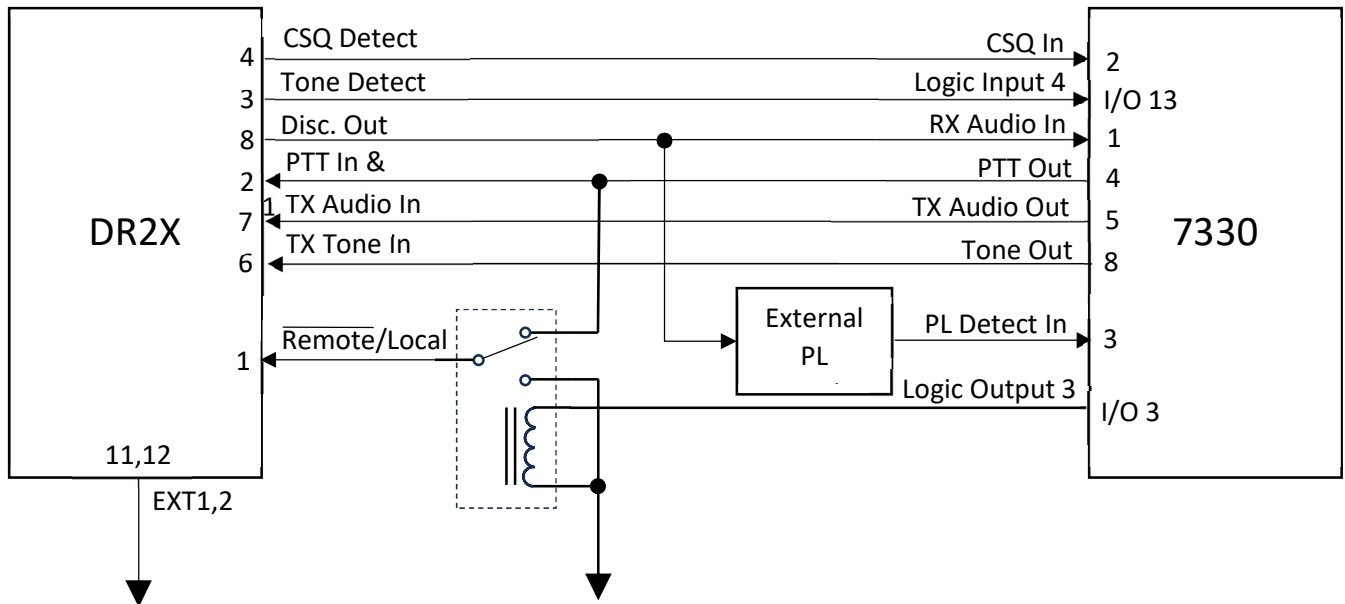 CSQ Detect
CSQ In
4
2
Tone Detect
Logic Input 4
3
I/O 13
Disc. Out
RX Audio In
8
1
PTT In &
PTT Out
2
4
1
TX Audio In
TX Audio Out
7
5
DR2X
7330
TX Tone In
Tone Out
6
8
External
PL
PL Detect In
3
Remote/Local
1
Logic Output 3
I/O 3
11,12
EXT1,2